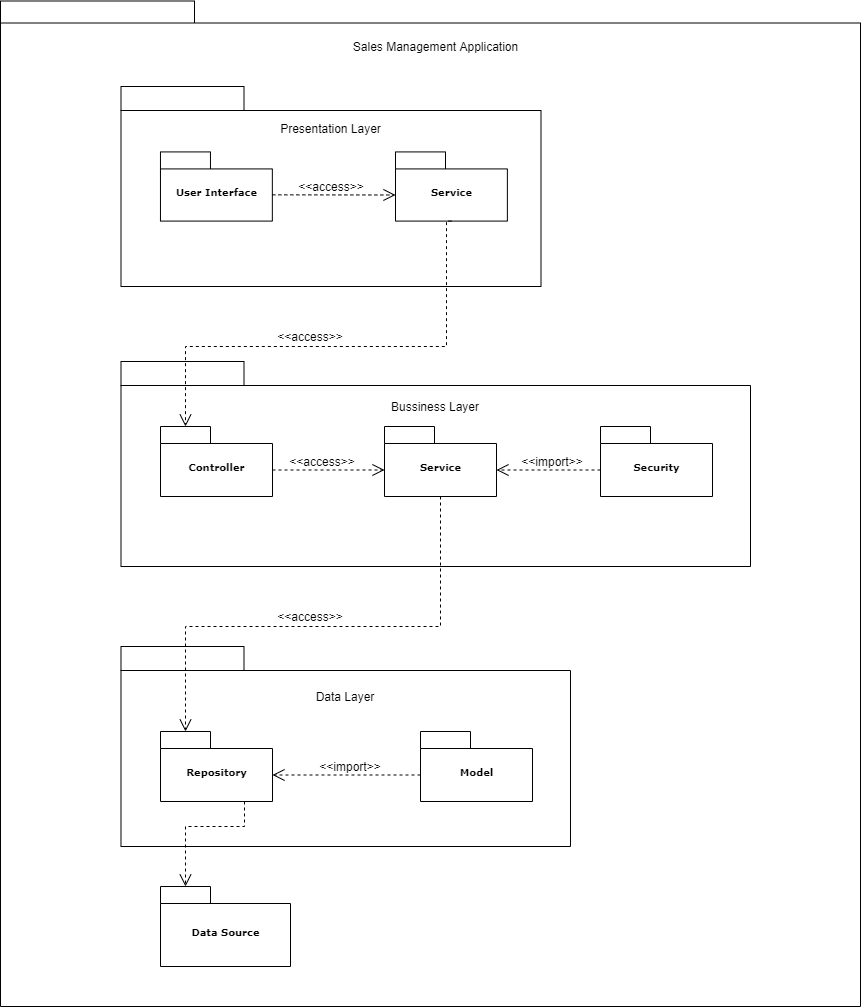 Sales Management Application
Presentation Layer
User Interface
<<access>>
Service
<<access>>
Bussiness Layer
Controller
<<access>>
Service
<<import>>
Security
<<access>>
Data Layer
Repository
<<import>>
Model
Data Source